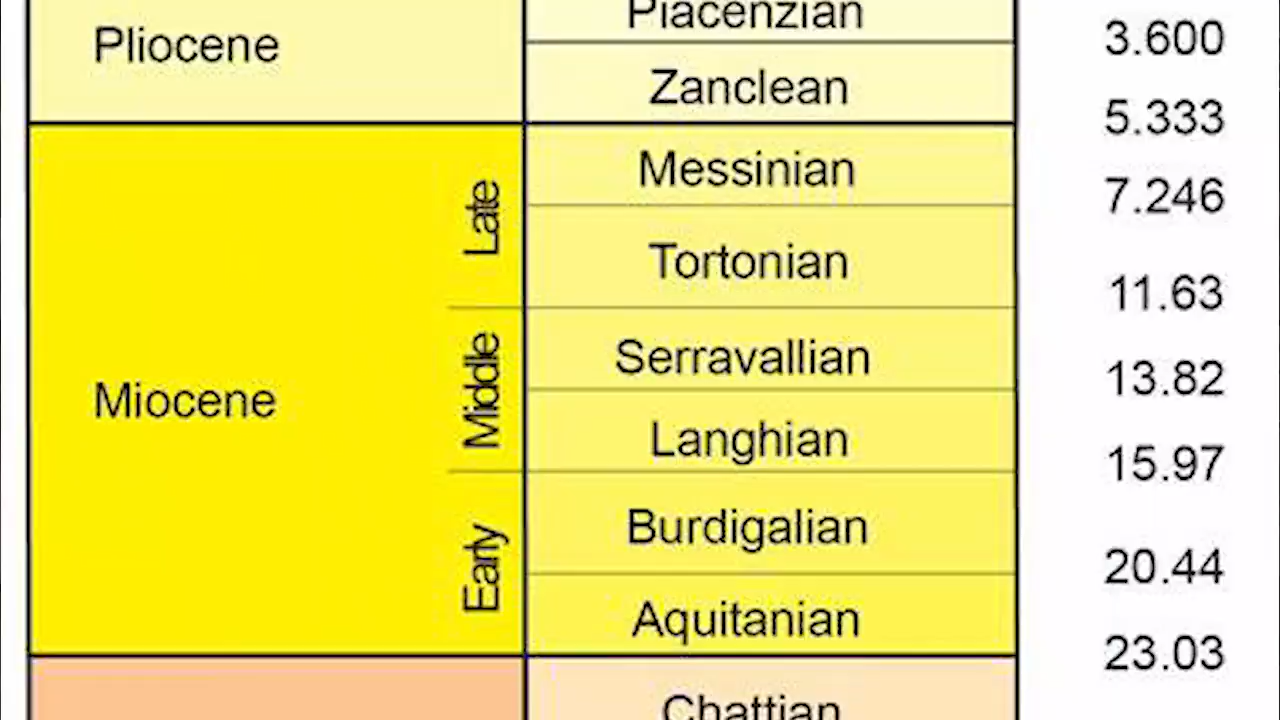 Piacenzian
Pliocene
3.600
Zanclean
5.333
Messinian
7.246
Late
Tortonian
11.63
Serravallian
13.82
Middle
Miocene
Langhian
15.97
Burdigalian
20.44
Early
Aquitanian
23.03
Chattian